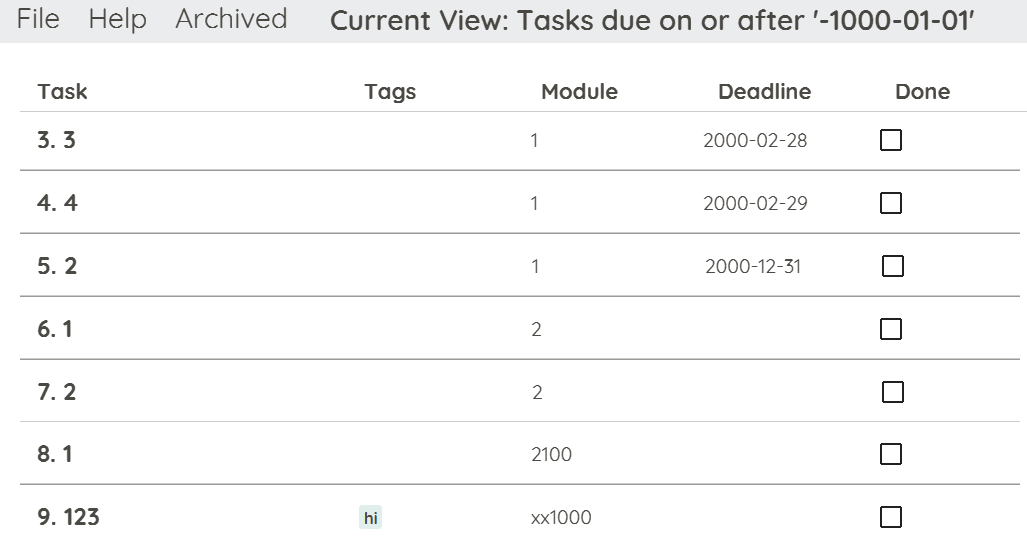 File Help Archived Current View: Tasks due on or after '-1000-01-01'
Task Tags Module Deadline Done
3. 3 1 2000-02-28
4. 4 1 2000-02-29
5. 2 1 2000-12-31
6. 1 2
7. 2 2
8. 1 2100
9. 123 hi xx1000